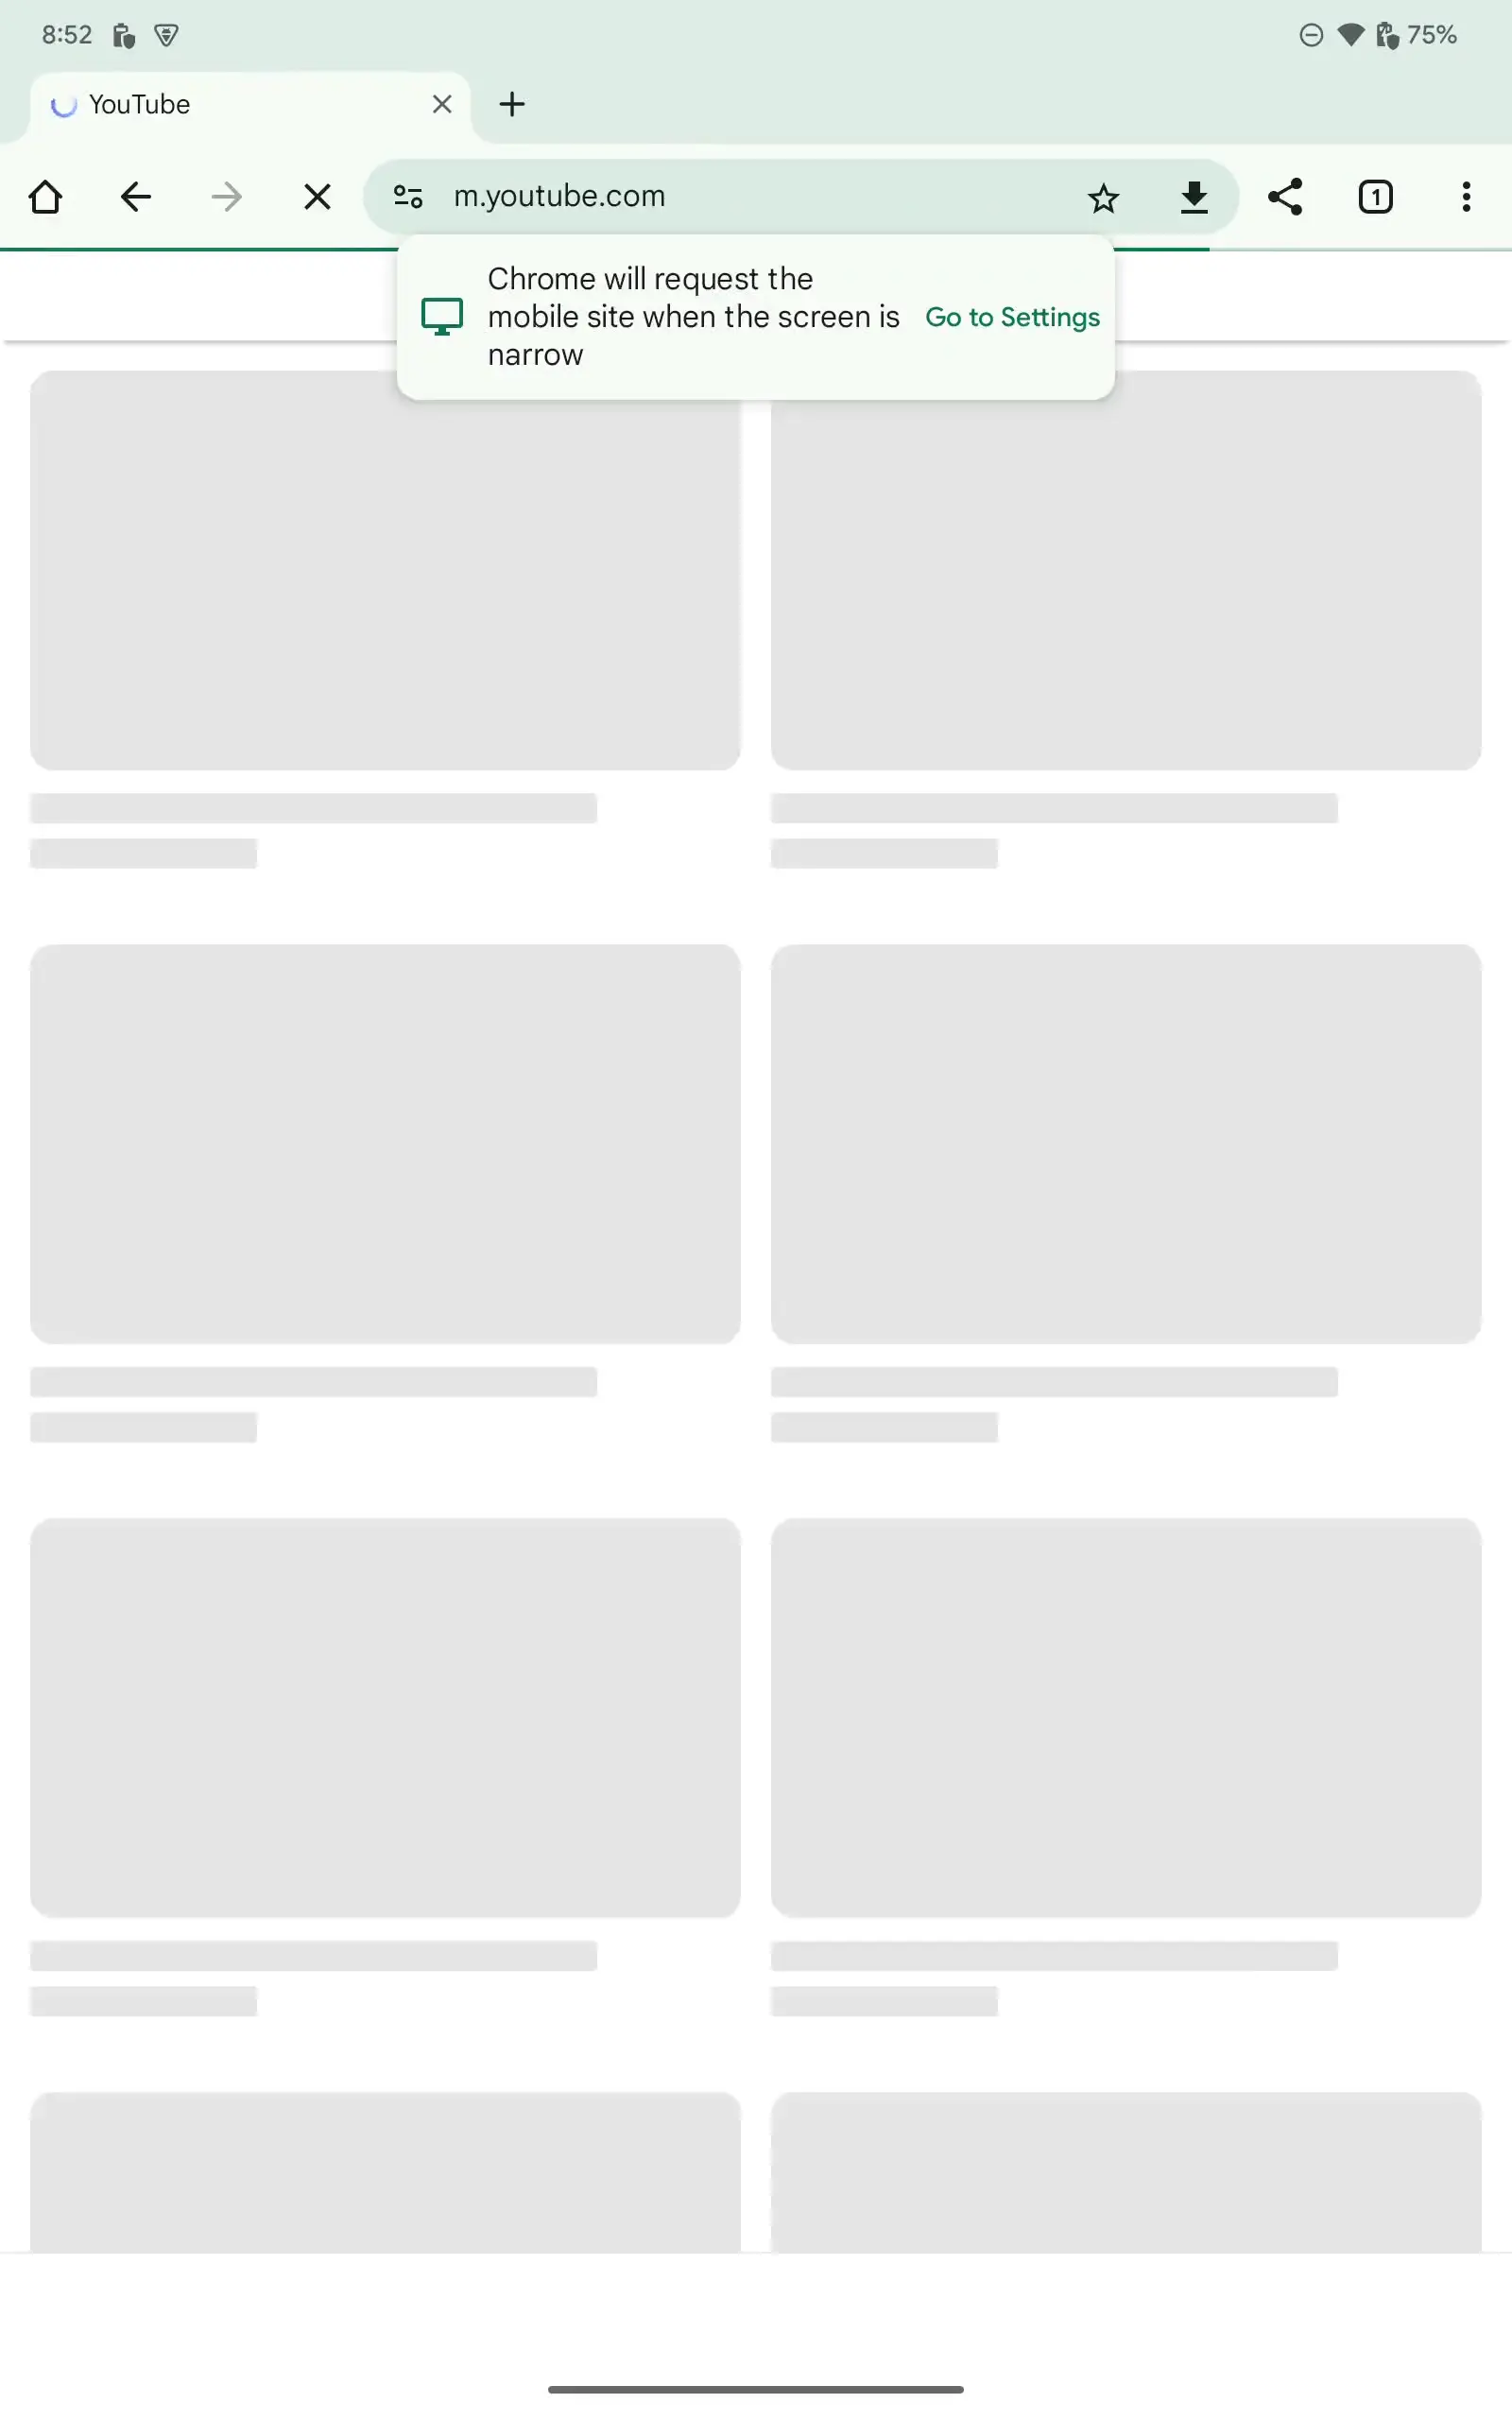 8:52
75%
YouTube
m.youtube.com
1
Chrome will request the
mobile site when the screen is
narrow
Go to Settings